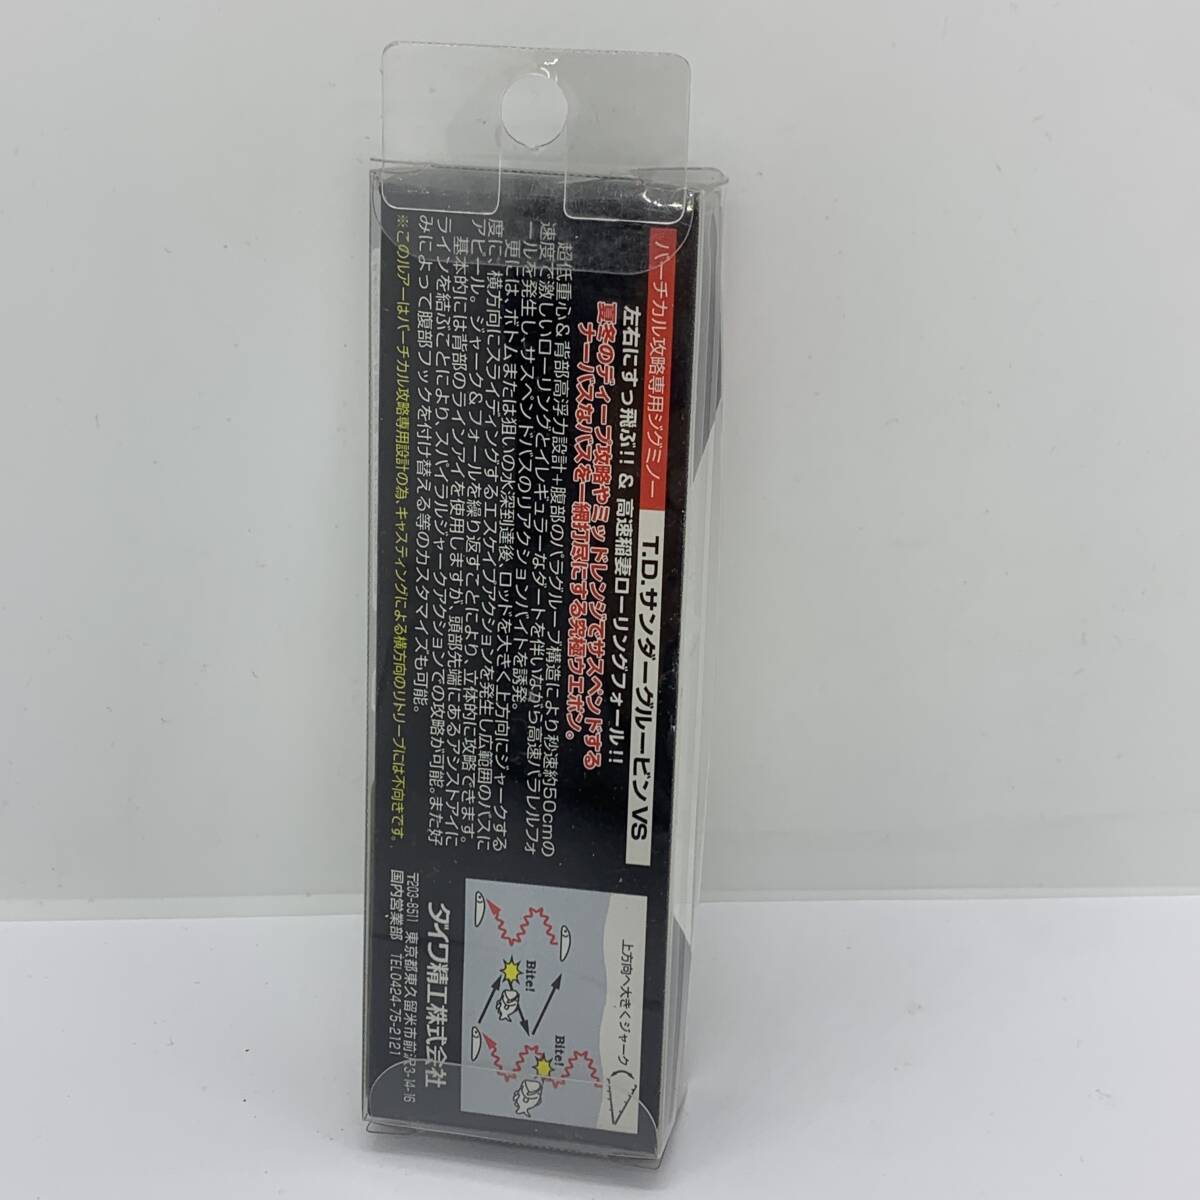 バーチカル攻略専用ジグミノー T.D.サンダーグルービンVS
左右にすっ飛ぶ!! & 高速稲妻ローリングフォール!!
夏冬のディープ攻略やミッドレンジでサスペンドする
ナーバスなバスを一網打尽にする究極ウエポン。
超低重心&背部高浮力設計+腹部のパラグルーブ構造により秒速約50cmの
速度で激しいローリングとイレギュラーなダートを伴いながら高速パラレルフォ
ールを発生し、サスペンドバスのリアクションバイトを誘発。
更には、ボトムまたは狙いの水深到達後、ロッドを大きく上方向にジャークする
度に、横方向にスライディングするエスケイプアクションを発生し広範囲のバスに
アピール。ジャーク&フォールを繰り返すことにより、立体的に攻略できます。
基本的には背部のラインアイを使用しますが、頭部先端にあるアシストアイに
ラインを結ぶことにより、スパイラルジャークアクションでの攻略が可能。また好
みによって腹部フックを付け替える等のカスタマイズも可能。
※このルアーはバーチカル攻略専用設計の為、キャスティングによる横方向のリトリーブには不向きです。
上方向へ大きくジャーク
Bite!
Bite!
ダイワ精工株式会社
〒203-8511 東京都東久留米市前沢3-14-16
国内営業部 TEL0424-75-2121